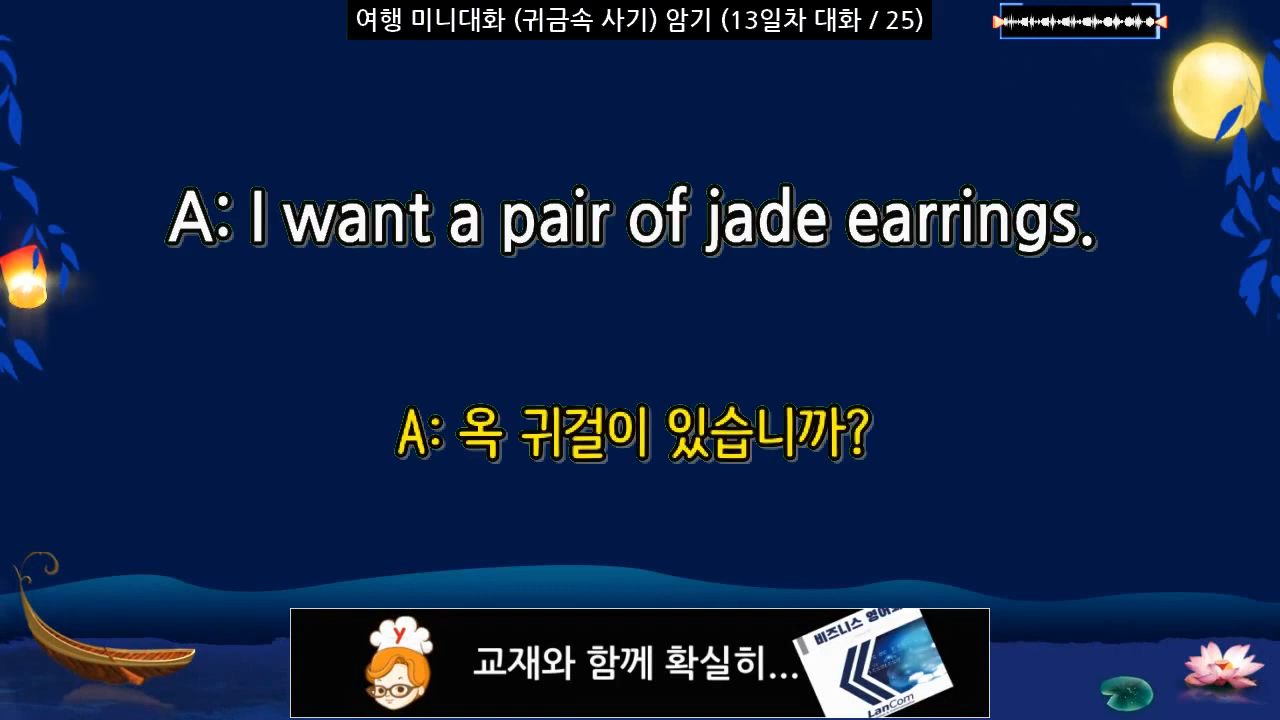 여행 미니대화 (귀금속 사기) 암기 (13일차 대화 / 25)
A: I want a pair of jade earrings.
A: 옥 귀걸이 있습니까?
Y
교재와 함께 확실히...
비즈니스
LanCom